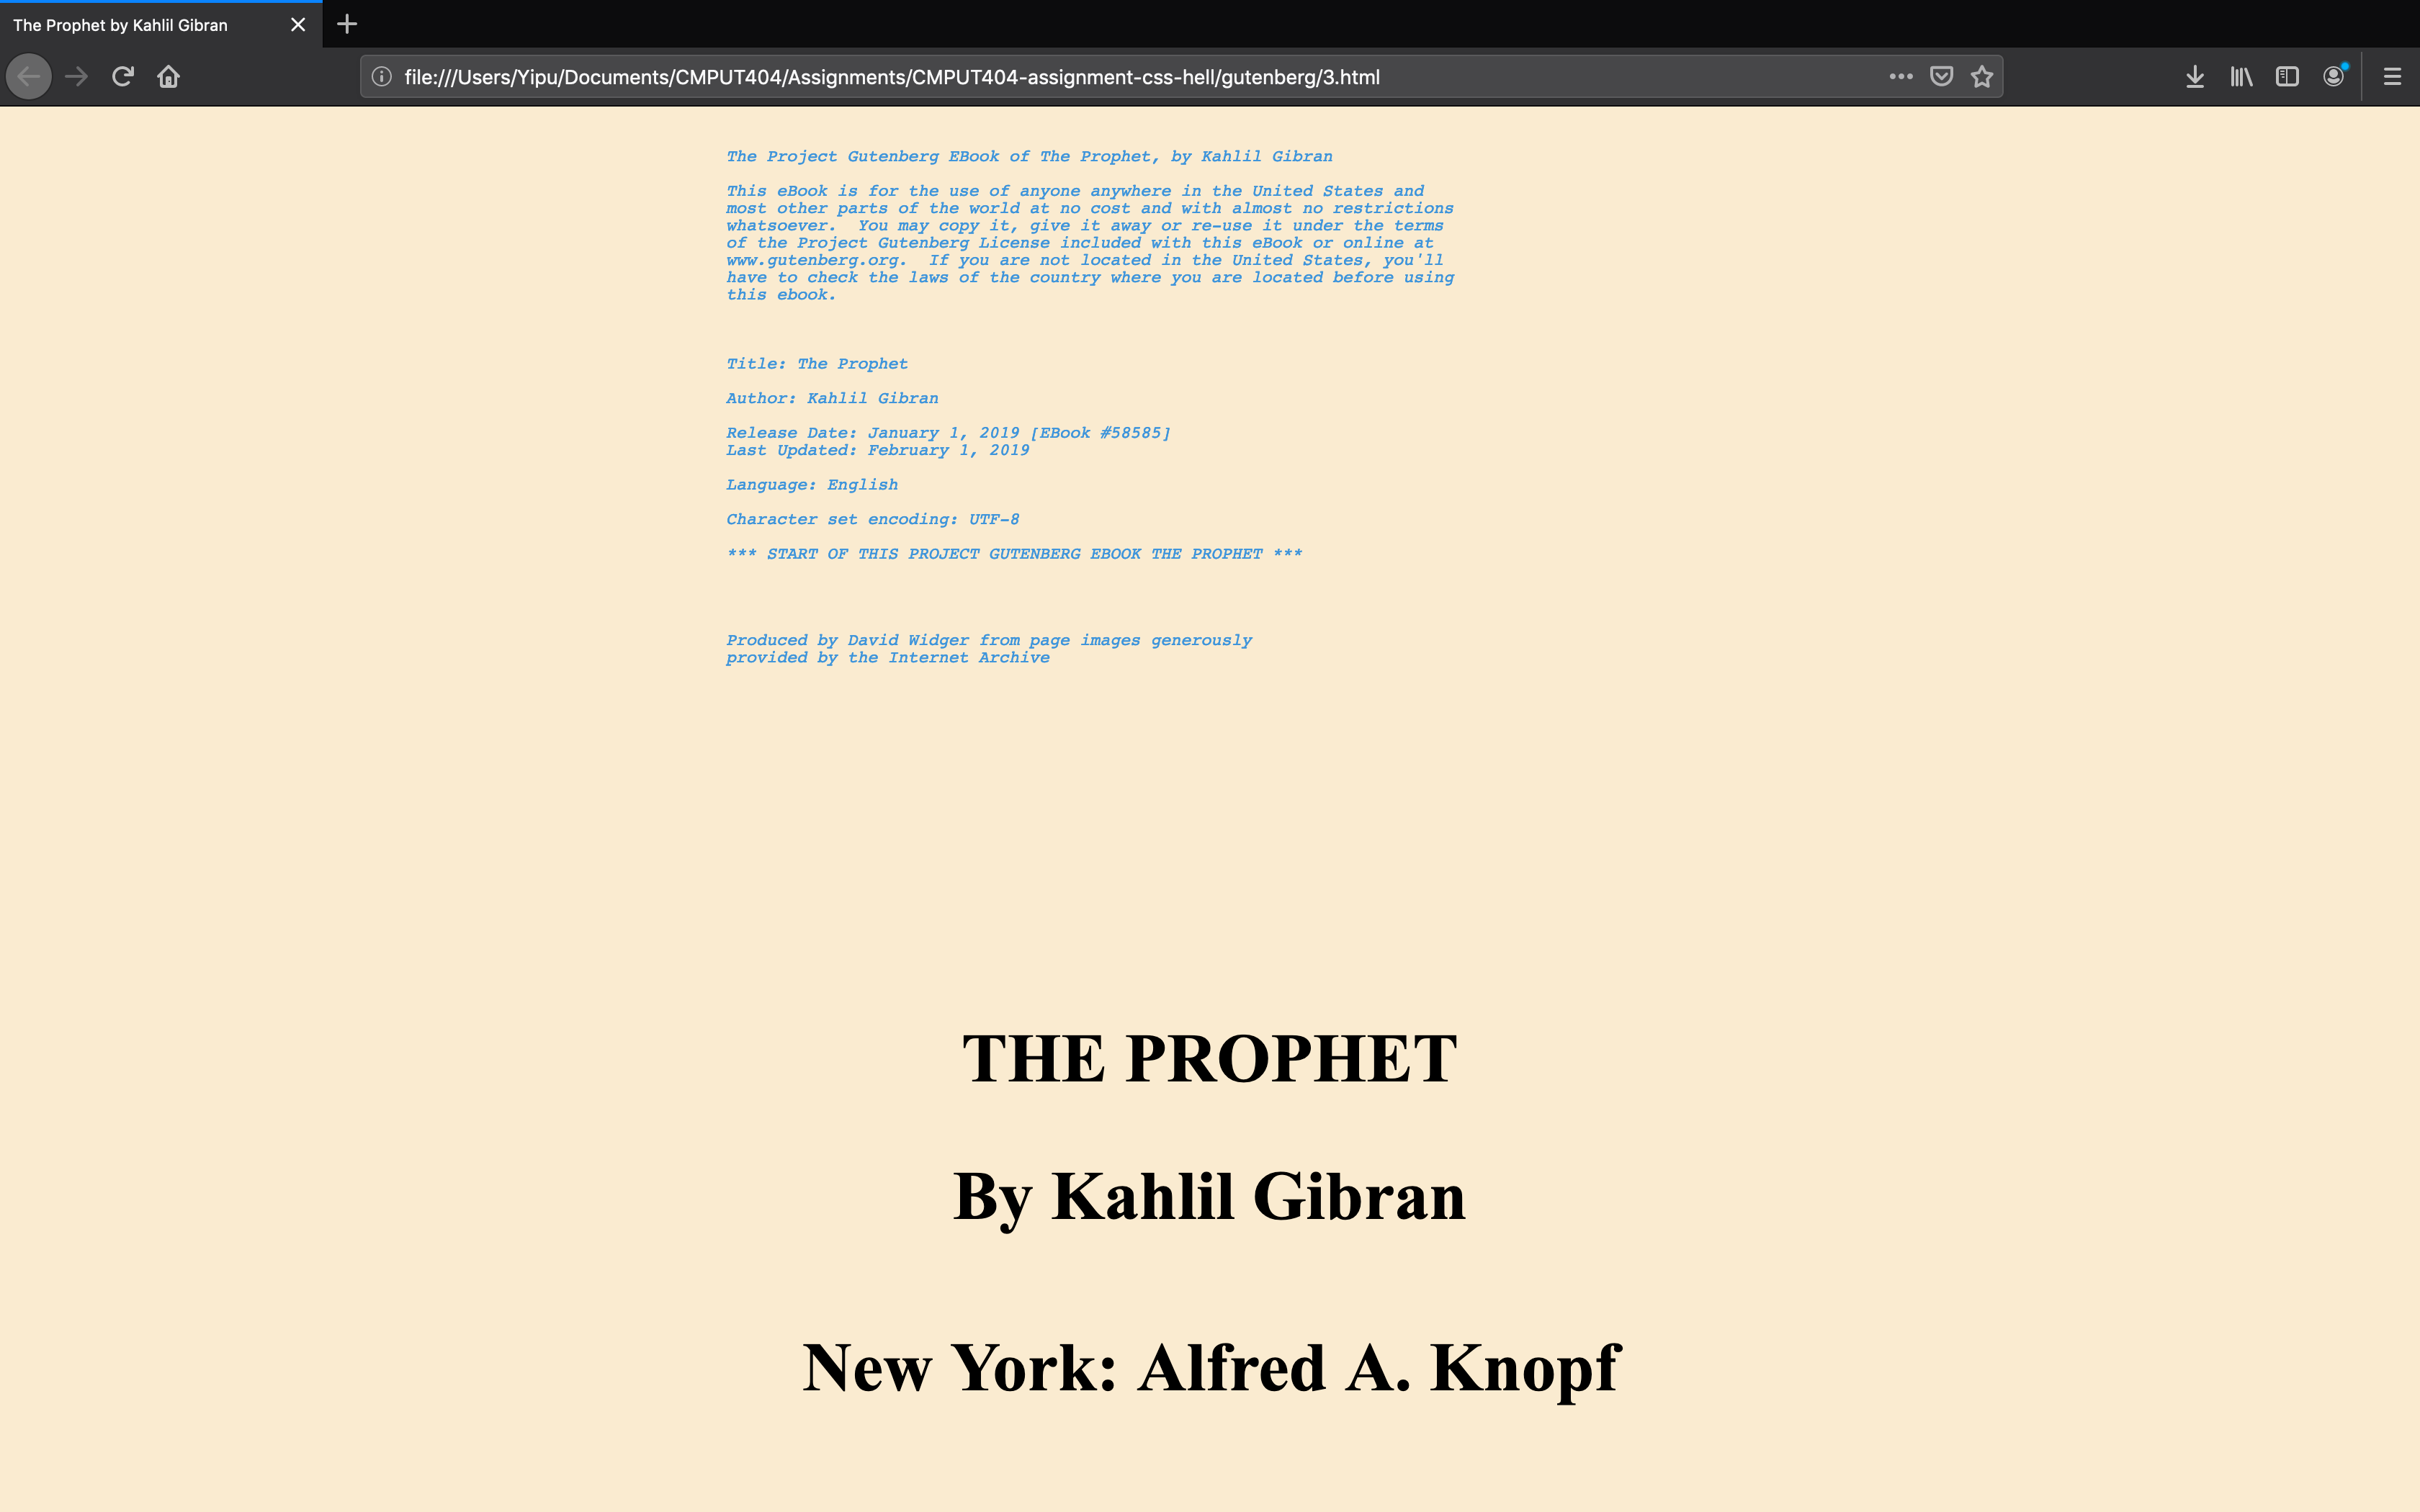 The Prophet by Kahlil Gibran
file:///Users/Yipu/Documents/CMPUT404/Assignments/CMPUT404-assignment-css-hell/gutenberg/3.html
The Project Gutenberg EBook of The Prophet, by Kahlil Gibran
This eBook is for the use of anyone anywhere in the United States and
most other parts of the world at no cost and with almost no restrictions
whatsoever.  You may copy it, give it away or re-use it under the terms
of the Project Gutenberg License included with this eBook or online at
www.gutenberg.org.  If you are not located in the United States, you'll
have to check the laws of the country where you are located before using
this ebook.
Title: The Prophet
Author: Kahlil Gibran
Release Date: January 1, 2019 [EBook #58585]
Last Updated: February 1, 2019
Language: English
Character set encoding: UTF-8
*** START OF THIS PROJECT GUTENBERG EBOOK THE PROPHET ***
Produced by David Widger from page images generously
provided by the Internet Archive
THE PROPHET
By Kahlil Gibran
New York: Alfred A. Knopf